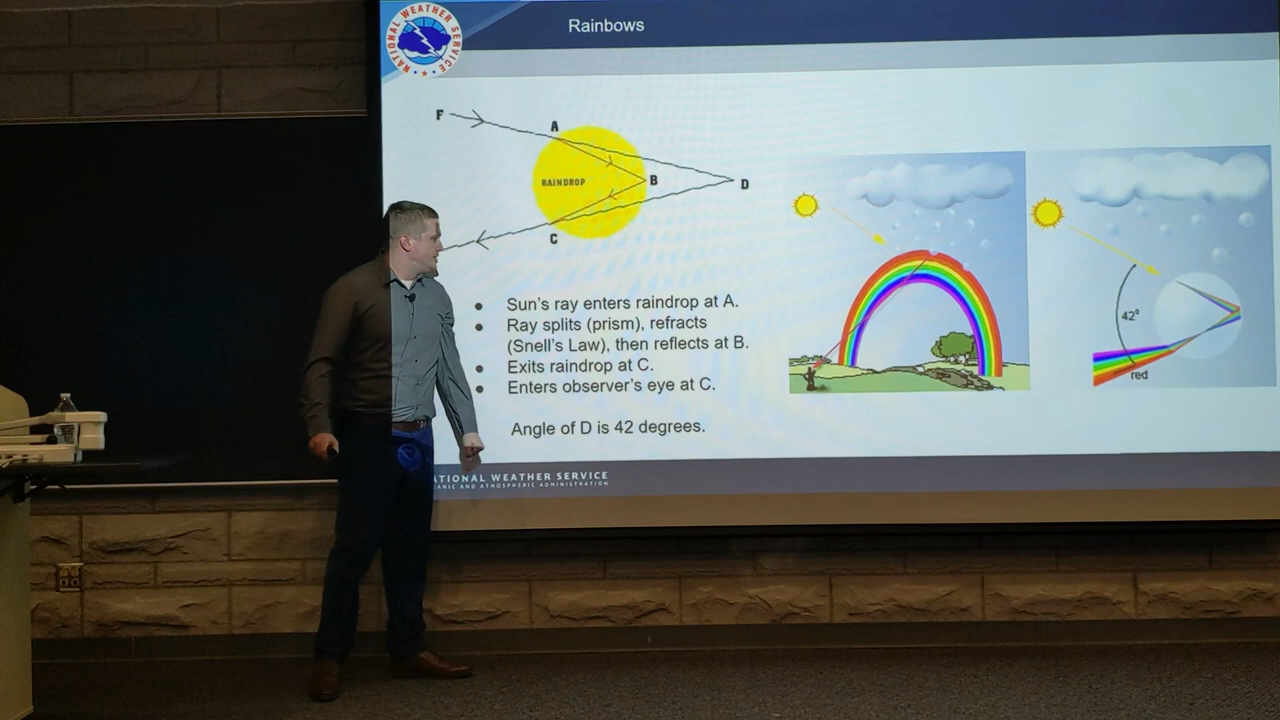 NATIONAL WEATHER SERVICE
Rainbows
F
A
RAINDROP
B
D
C
Sun's ray enters raindrop at A.
Ray splits (prism), refracts
(Snell's Law), then reflects at B.
Exits raindrop at C.
Enters observer's eye at C.
Angle of D is 42 degrees.
42°
red
ATIONAL WEATHER SERVICE
ANIC AND ATMOSPHERIC ADMINISTRATION